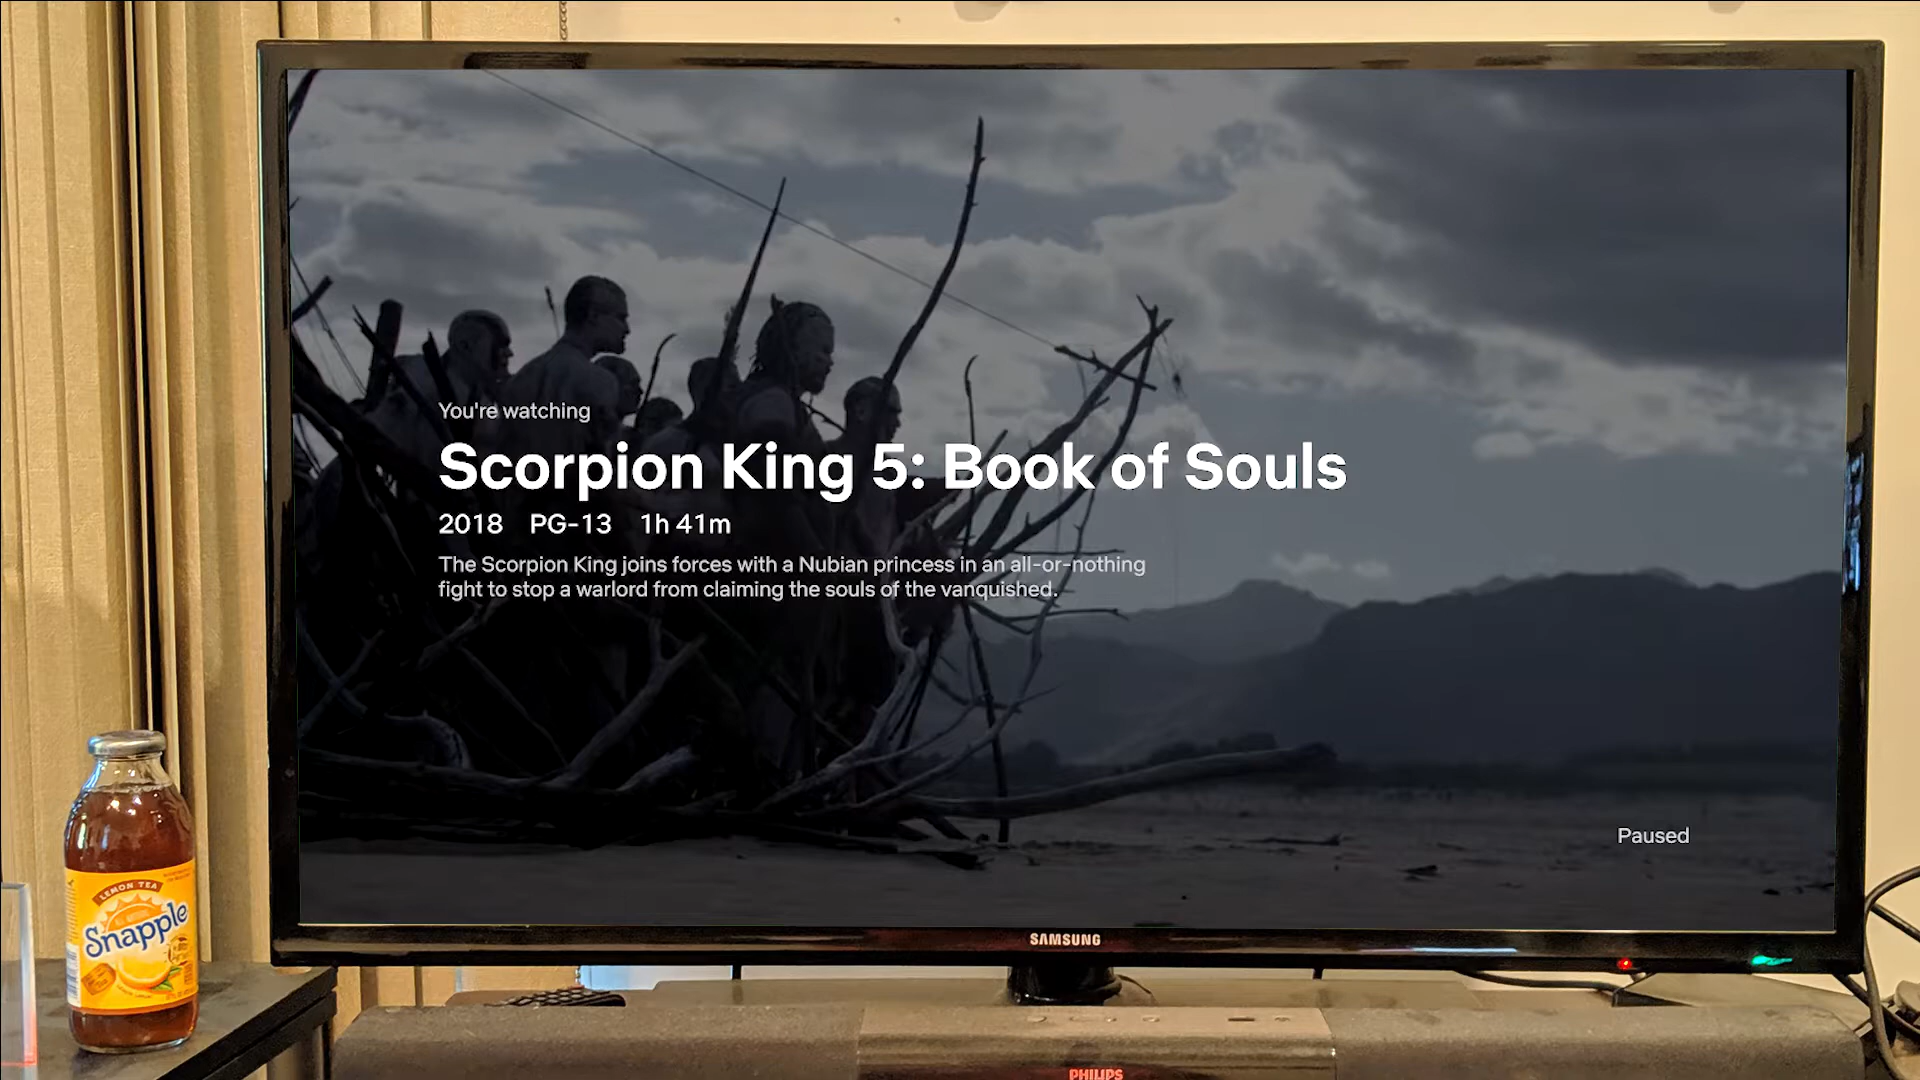 You're watching
Scorpion King 5: Book of Souls
2018 PG-13 1h 41m
The Scorpion King joins forces with a Nubian princess in an all-or-nothing
fight to stop a warlord from claiming the souls of the vanquished.
Paused
SAMSUNG
LEMON TEA
Snapple
PHILIPS